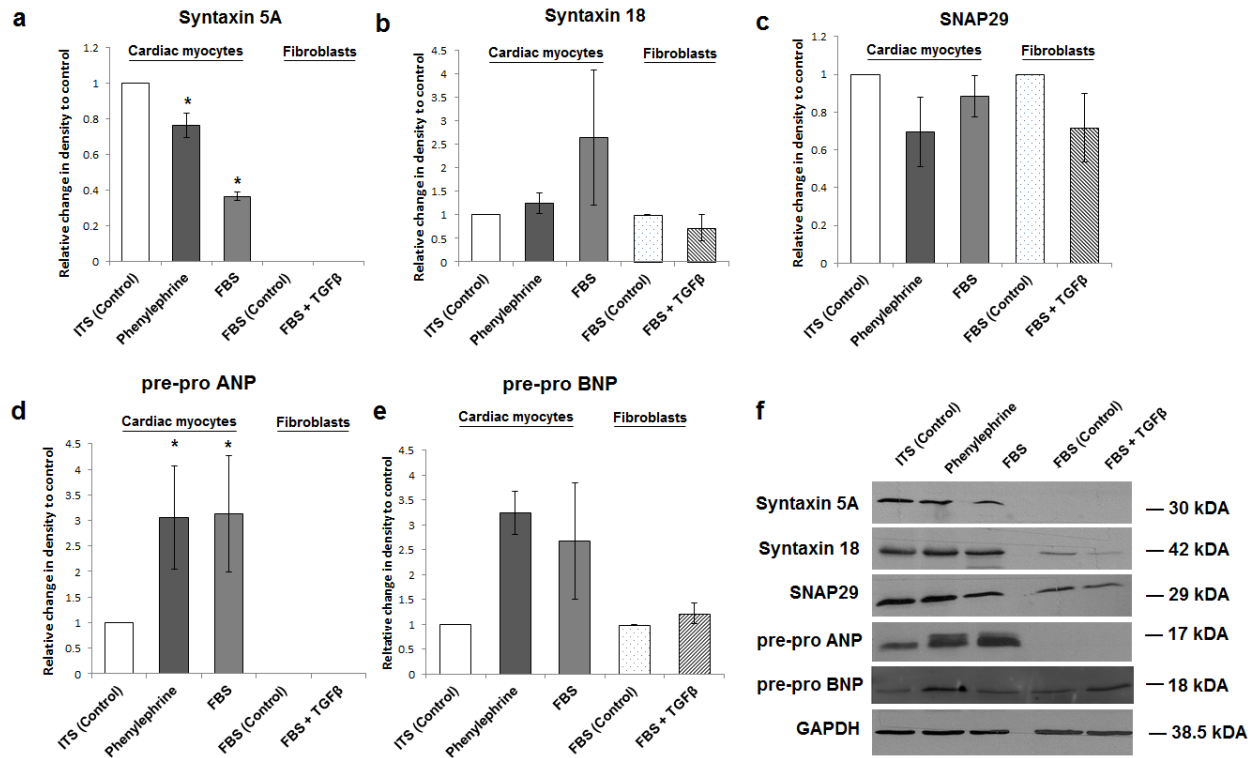 a
Syntaxin 5A
Cardiac myocytes Fibroblasts
Relative change in density to control
1.2
1
0.8
0.6
0.4
0.2
0
*
*
ITS (Control)
Phenylephrine
FBS
FBS (Control)
FBS + TGFβ
b
Syntaxin 18
Cardiac myocytes Fibroblasts
Relative change in density to control
4.5
4
3.5
3
2.5
2
1.5
1
0.5
0
ITS (Control)
Phenylephrine
FBS
FBS (Control)
FBS + TGFβ
c
SNAP29
Cardiac myocytes Fibroblasts
Relative change in density to control
1.2
1
0.8
0.6
0.4
0.2
0
ITS (Control)
Phenylephrine
FBS
FBS (Control)
FBS + TGFβ
d
pre-pro ANP
Cardiac myocytes Fibroblasts
Relative change in density to control
4.5
4
3.5
3
2.5
2
1.5
1
0.5
0
*
*
ITS (Control)
Phenylephrine
FBS
FBS (Control)
FBS + TGFβ
e
pre-pro BNP
Cardiac myocytes Fibroblasts
Reltative change in density to control
4.5
4
3.5
3
2.5
2
1.5
1
0.5
0
ITS (Control)
Phenylephrine
FBS
FBS (Control)
FBS + TGFβ
f
ITS (Control)
Phenylephrine
FBS
FBS (Control)
FBS + TGFβ
Syntaxin 5A — 30 kDA
Syntaxin 18 — 42 kDA
SNAP29 — 29 kDA
pre-pro ANP — 17 kDA
pre-pro BNP — 18 kDA
GAPDH — 38.5 kDA